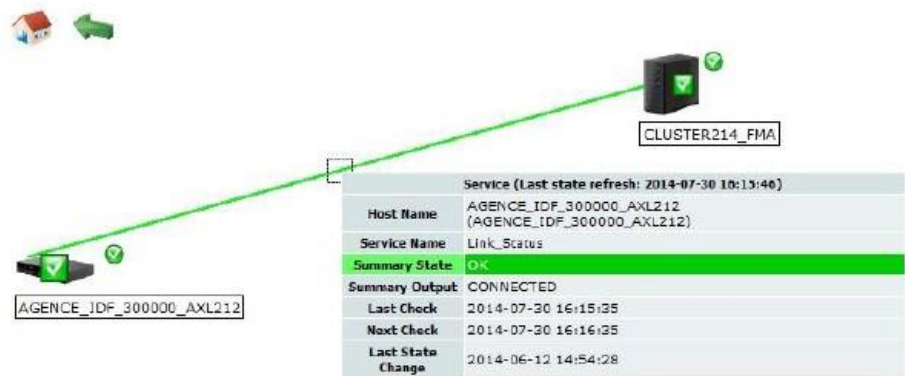 CLUSTER214_FMA
Service (Last state refresh: 2014-07-30 16:15:46)
Host Name AGENCE_IDF_300000_AXL212
(AGENCE_IDF_300000_AXL212)
Service Name Link_Status
Summary State OK
Summary Output CONNECTED
Last Check 2014-07-30 16:15:35
Next Check 2014-07-30 16:16:35
Last State
Change 2014-06-12 14:54:28
AGENCE_IDF_300000_AXL212